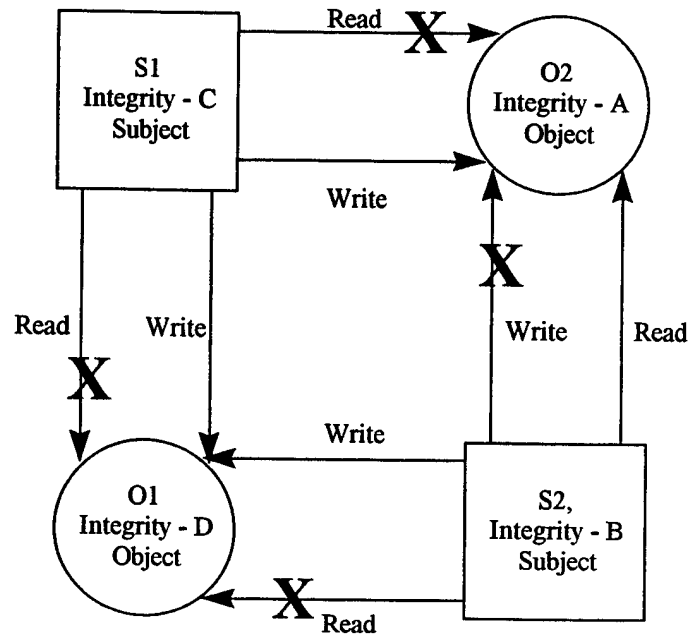 Read
X
S1
Integrity - C
Subject
O2
Integrity - A
Object
Write
X
Read
Write
Write
Read
X
Write
O1
Integrity - D
Object
S2,
Integrity - B
Subject
X
Read